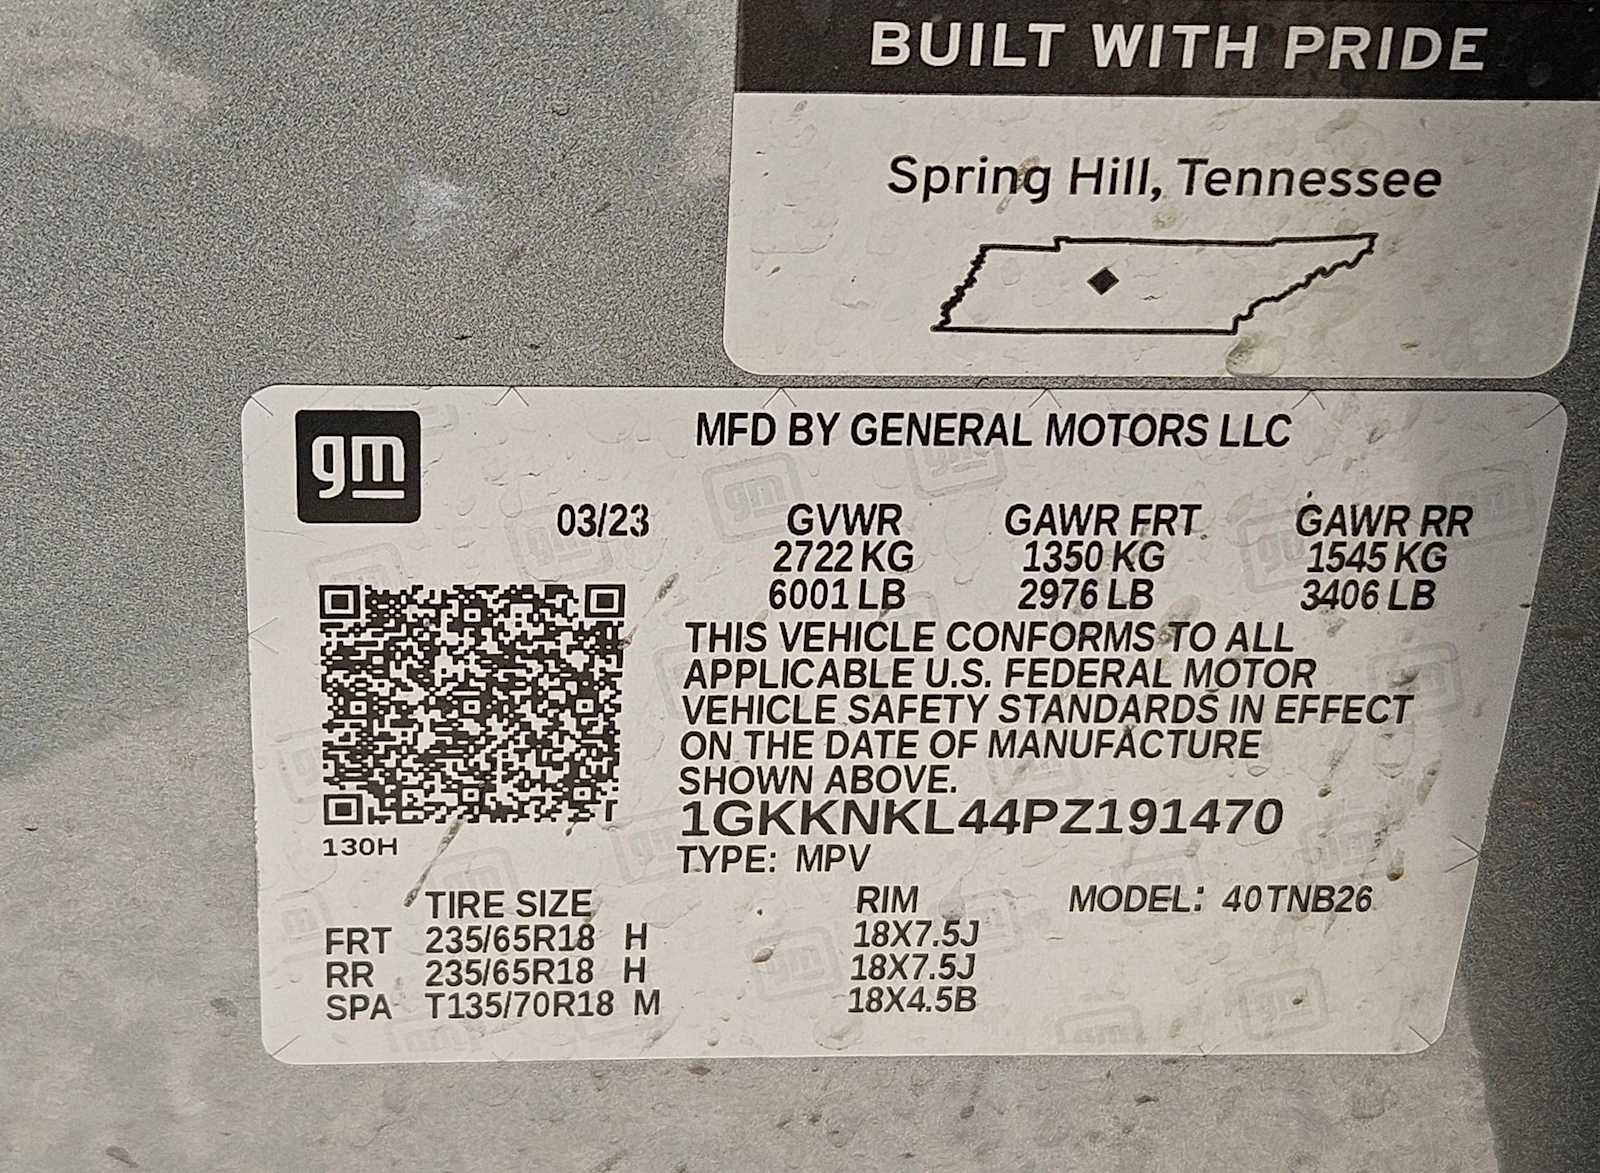 BUILT WITH PRIDE
Spring Hill, Tennessee
gm
MFD BY GENERAL MOTORS LLC
03/23 GVWR GAWR FRT GAWR RR
2722 KG 1350 KG 1545 KG
6001 LB 2976 LB 3406 LB
THIS VEHICLE CONFORMS TO ALL
APPLICABLE U.S. FEDERAL MOTOR
VEHICLE SAFETY STANDARDS IN EFFECT
ON THE DATE OF MANUFACTURE
SHOWN ABOVE.
1GKKNKL44PZ191470
130H
TYPE: MPV
TIRE SIZE RIM MODEL: 40TNB26
FRT 235/65R18 H 18X7.5J
RR 235/65R18 H 18X7.5J
SPA T135/70R18 M 18X4.5B